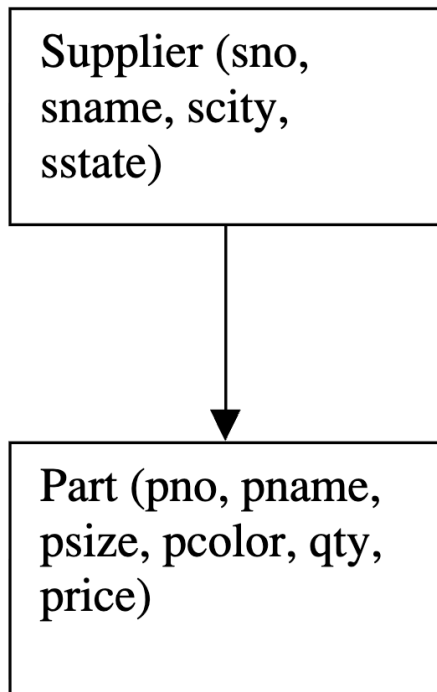 Supplier (sno,
sname, scity,
sstate)
Part (pno, pname,
psize, pcolor, qty,
price)